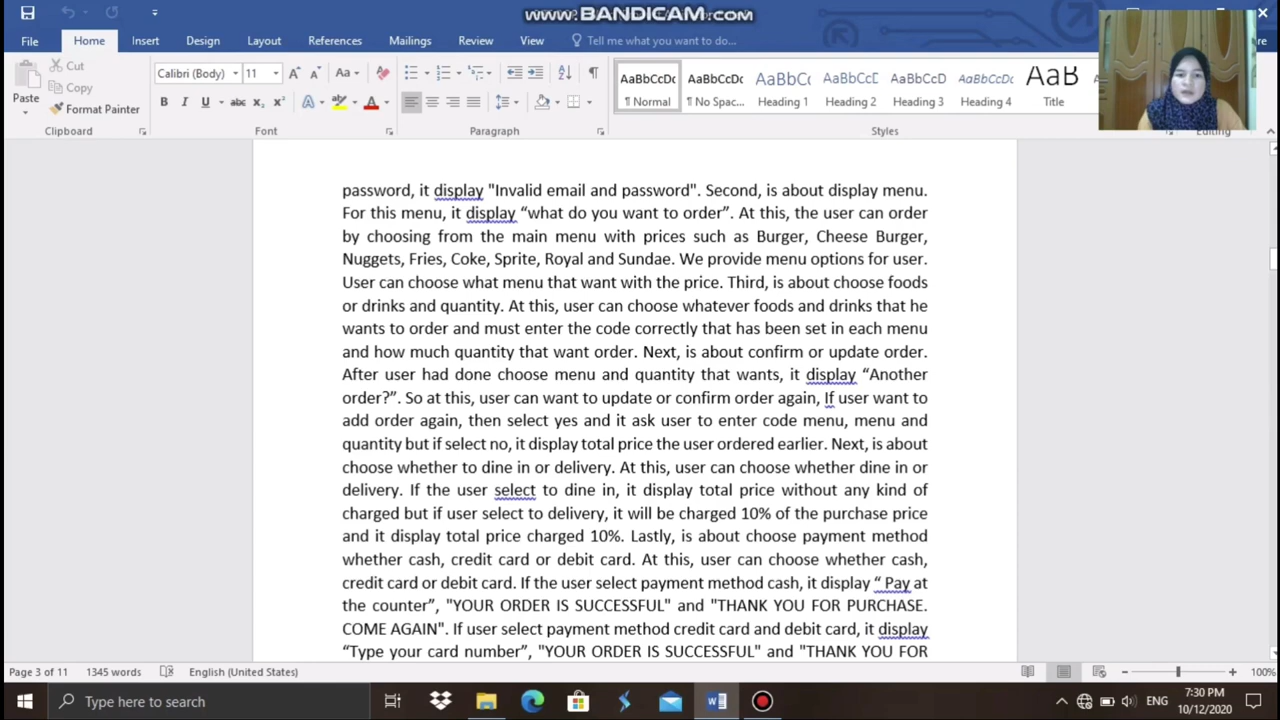 www.BANDICAM.com
File Home Insert Design Layout References Mailings Review View Tell me what you want to do...
Paste
Cut
Copy
Format Painter
Clipboard
Calibri (Body) 11
Font
Paragraph
AaBbCcDc AaBbCcDc AaBbCc AaBbCcD AaBbCcD AaBbCcD AaB
¶ Normal ¶ No Spac... Heading 1 Heading 2 Heading 3 Heading 4 Title
Styles
Editing
password, it display "Invalid email and password". Second, is about display menu.
For this menu, it display “what do you want to order”. At this, the user can order
by choosing from the main menu with prices such as Burger, Cheese Burger,
Nuggets, Fries, Coke, Sprite, Royal and Sundae. We provide menu options for user.
User can choose what menu that want with the price. Third, is about choose foods
or drinks and quantity. At this, user can choose whatever foods and drinks that he
wants to order and must enter the code correctly that has been set in each menu
and how much quantity that want order. Next, is about confirm or update order.
After user had done choose menu and quantity that wants, it display “Another
order?”. So at this, user can want to update or confirm order again, If user want to
add order again, then select yes and it ask user to enter code menu, menu and
quantity but if select no, it display total price the user ordered earlier. Next, is about
choose whether to dine in or delivery. At this, user can choose whether dine in or
delivery. If the user select to dine in, it display total price without any kind of
charged but if user select to delivery, it will be charged 10% of the purchase price
and it display total price charged 10%. Lastly, is about choose payment method
whether cash, credit card or debit card. At this, user can choose whether cash,
credit card or debit card. If the user select payment method cash, it display “ Pay at
the counter”, "YOUR ORDER IS SUCCESSFUL" and "THANK YOU FOR PURCHASE.
COME AGAIN". If user select payment method credit card and debit card, it display
“Type your card number”, "YOUR ORDER IS SUCCESSFUL" and "THANK YOU FOR
Page 3 of 11 1345 words English (United States) 100%
Type here to search
ENG
7:30 PM
10/12/2020